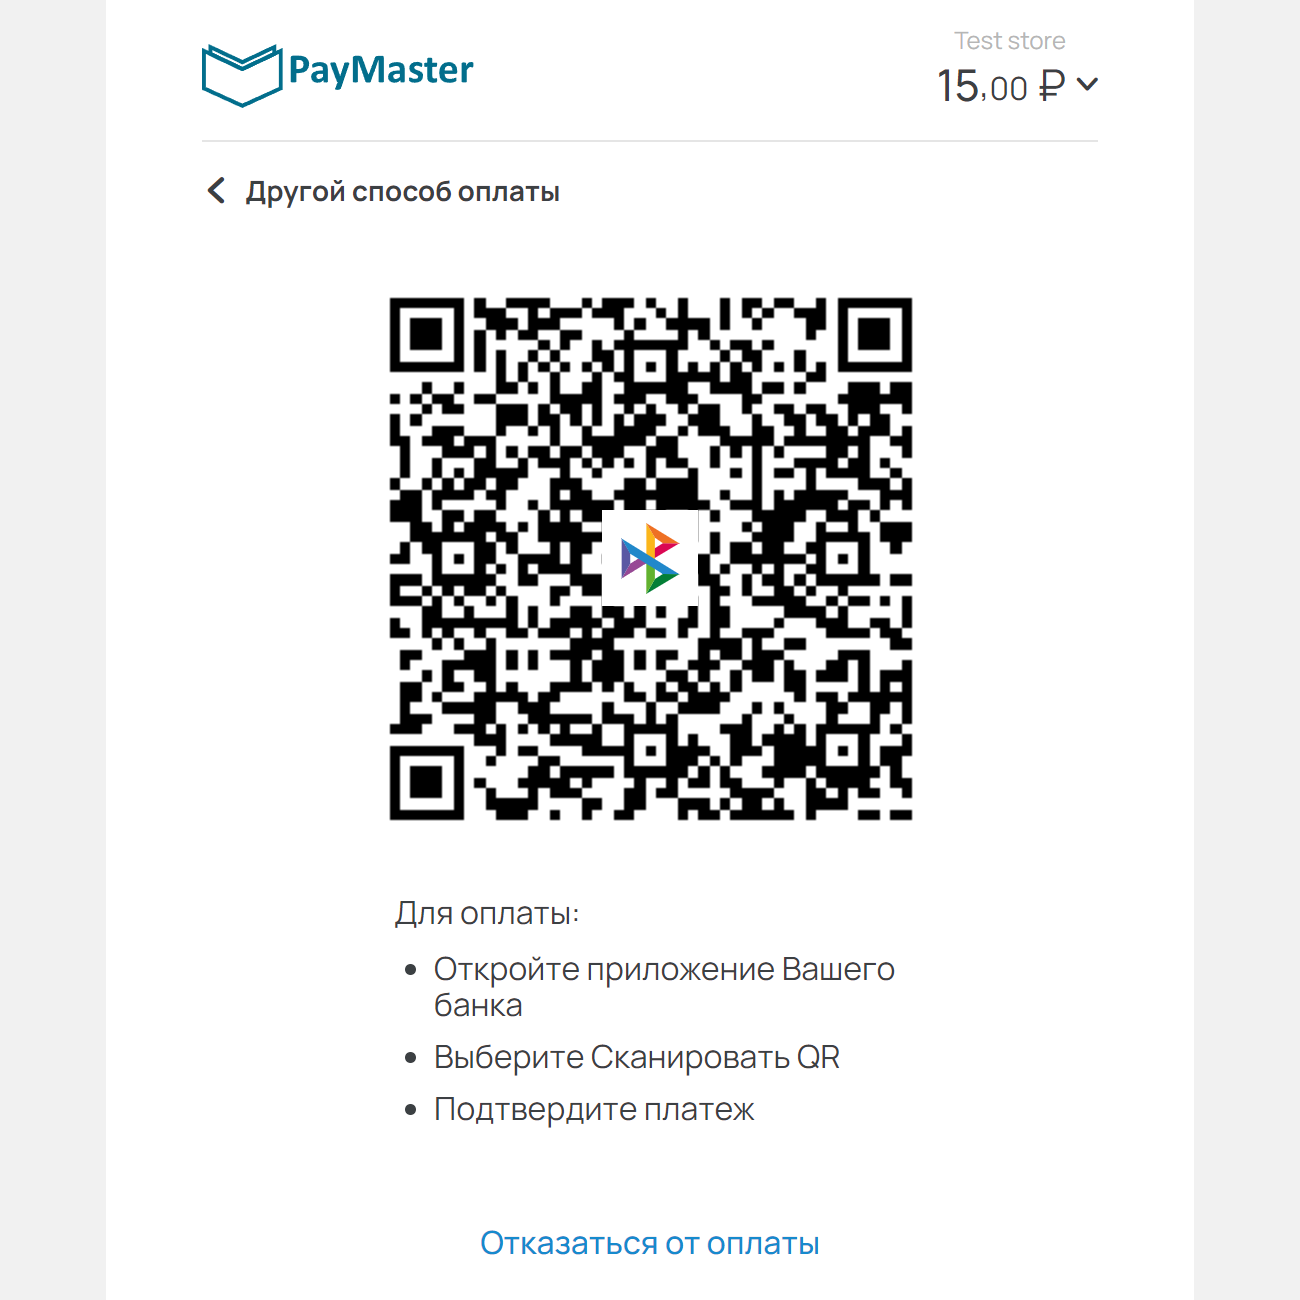 PayMaster
Test store
15,00 ₽
Другой способ оплаты
Для оплаты:
Откройте приложение Вашего
банка
Выберите Сканировать QR
Подтвердите платеж
Отказаться от оплаты